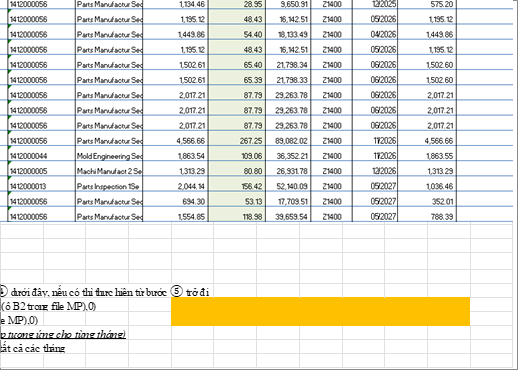 1412000056 Parts Manufactur Sec 1,134.46 28.95 9,650.91 Z1400 12/2025 575.20
1412000056 Parts Manufactur Sec 1,195.12 48.43 16,142.51 Z1400 05/2026 1,195.12
1412000056 Parts Manufactur Sec 1,449.86 54.40 18,133.49 Z1400 04/2026 1,449.86
1412000056 Parts Manufactur Sec 1,195.12 48.43 16,142.51 Z1400 05/2026 1,195.12
1412000056 Parts Manufactur Sec 1,502.61 65.40 21,798.34 Z1400 06/2026 1,502.60
1412000056 Parts Manufactur Sec 1,502.61 65.39 21,798.33 Z1400 06/2026 1,502.60
1412000056 Parts Manufactur Sec 2,017.21 87.79 29,263.78 Z1400 06/2026 2,017.21
1412000056 Parts Manufactur Sec 2,017.21 87.79 29,263.78 Z1400 06/2026 2,017.21
1412000056 Parts Manufactur Sec 2,017.21 87.79 29,263.78 Z1400 06/2026 2,017.21
1412000056 Parts Manufactur Sec 4,566.66 267.25 89,082.02 Z1400 11/2026 4,566.66
1412000044 Mold Engineering Sec 1,863.54 109.06 36,352.21 Z1400 11/2026 1,863.55
1412000005 Machi Manufact 2 Se 1,313.29 80.80 26,931.78 Z1400 12/2026 1,313.29
1412000013 Parts Inspection 1Se 2,044.14 156.42 52,140.09 Z1400 05/2027 1,036.46
1412000056 Parts Manufactur Sec 694.30 53.13 17,709.51 Z1400 05/2027 352.01
1412000056 Parts Manufactur Sec 1,554.85 118.98 39,659.54 Z1400 05/2027 788.39
dưới đây, nếu có thì thực hiện từ bước ⑤ trở đi
(ô B2 trong file MP),0)
e MP),0)
p tương ứng cho từng tháng)
tất cả các tháng